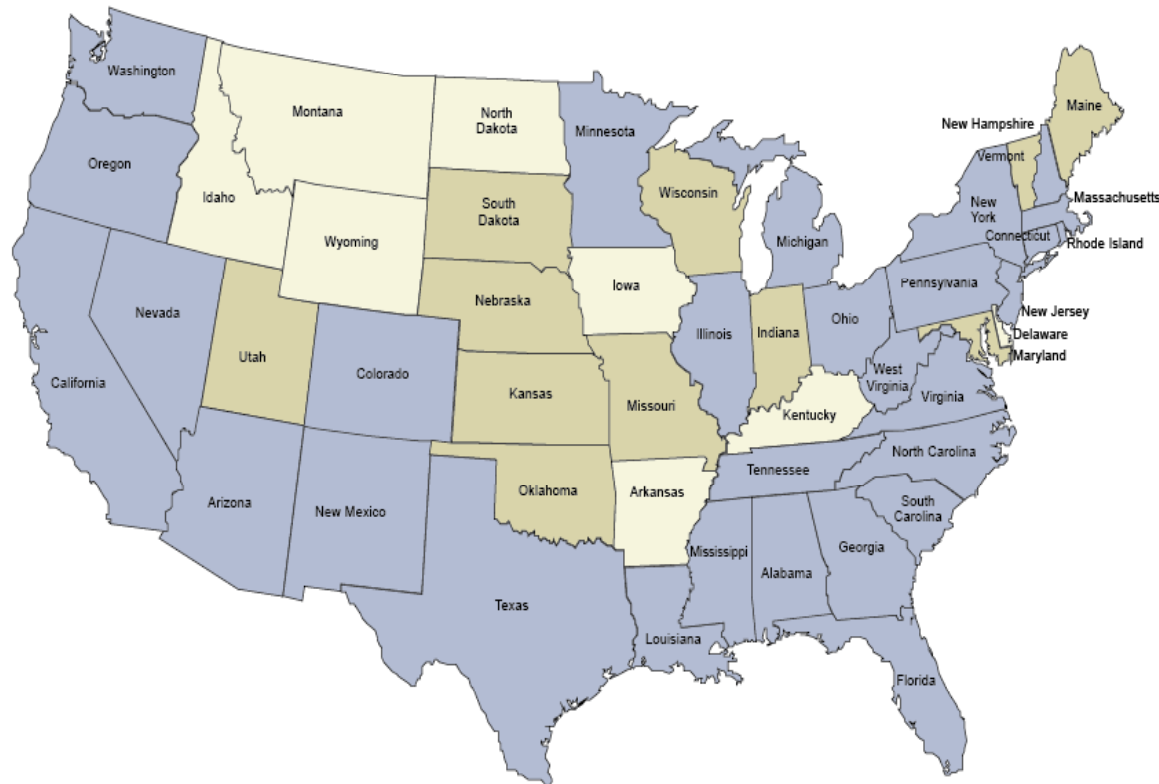 Washington
Montana
North
Dakota
Minnesota
Maine
New Hampshire
Vermont
Oregon
Idaho
Wisconsin
South
Dakota
Massachusetts
New
York
Wyoming
Michigan
Connecticut
Rhode Island
Iowa
Pennsylvania
Nebraska
Nevada
Illinois
Indiana
Ohio
New Jersey
Delaware
Maryland
Utah
Colorado
West
Virginia
California
Kansas
Missouri
Virginia
Kentucky
North Carolina
Tennessee
Oklahoma
Arkansas
Arizona
New Mexico
South
Carolina
Mississippi
Georgia
Alabama
Texas
Louisiana
Florida